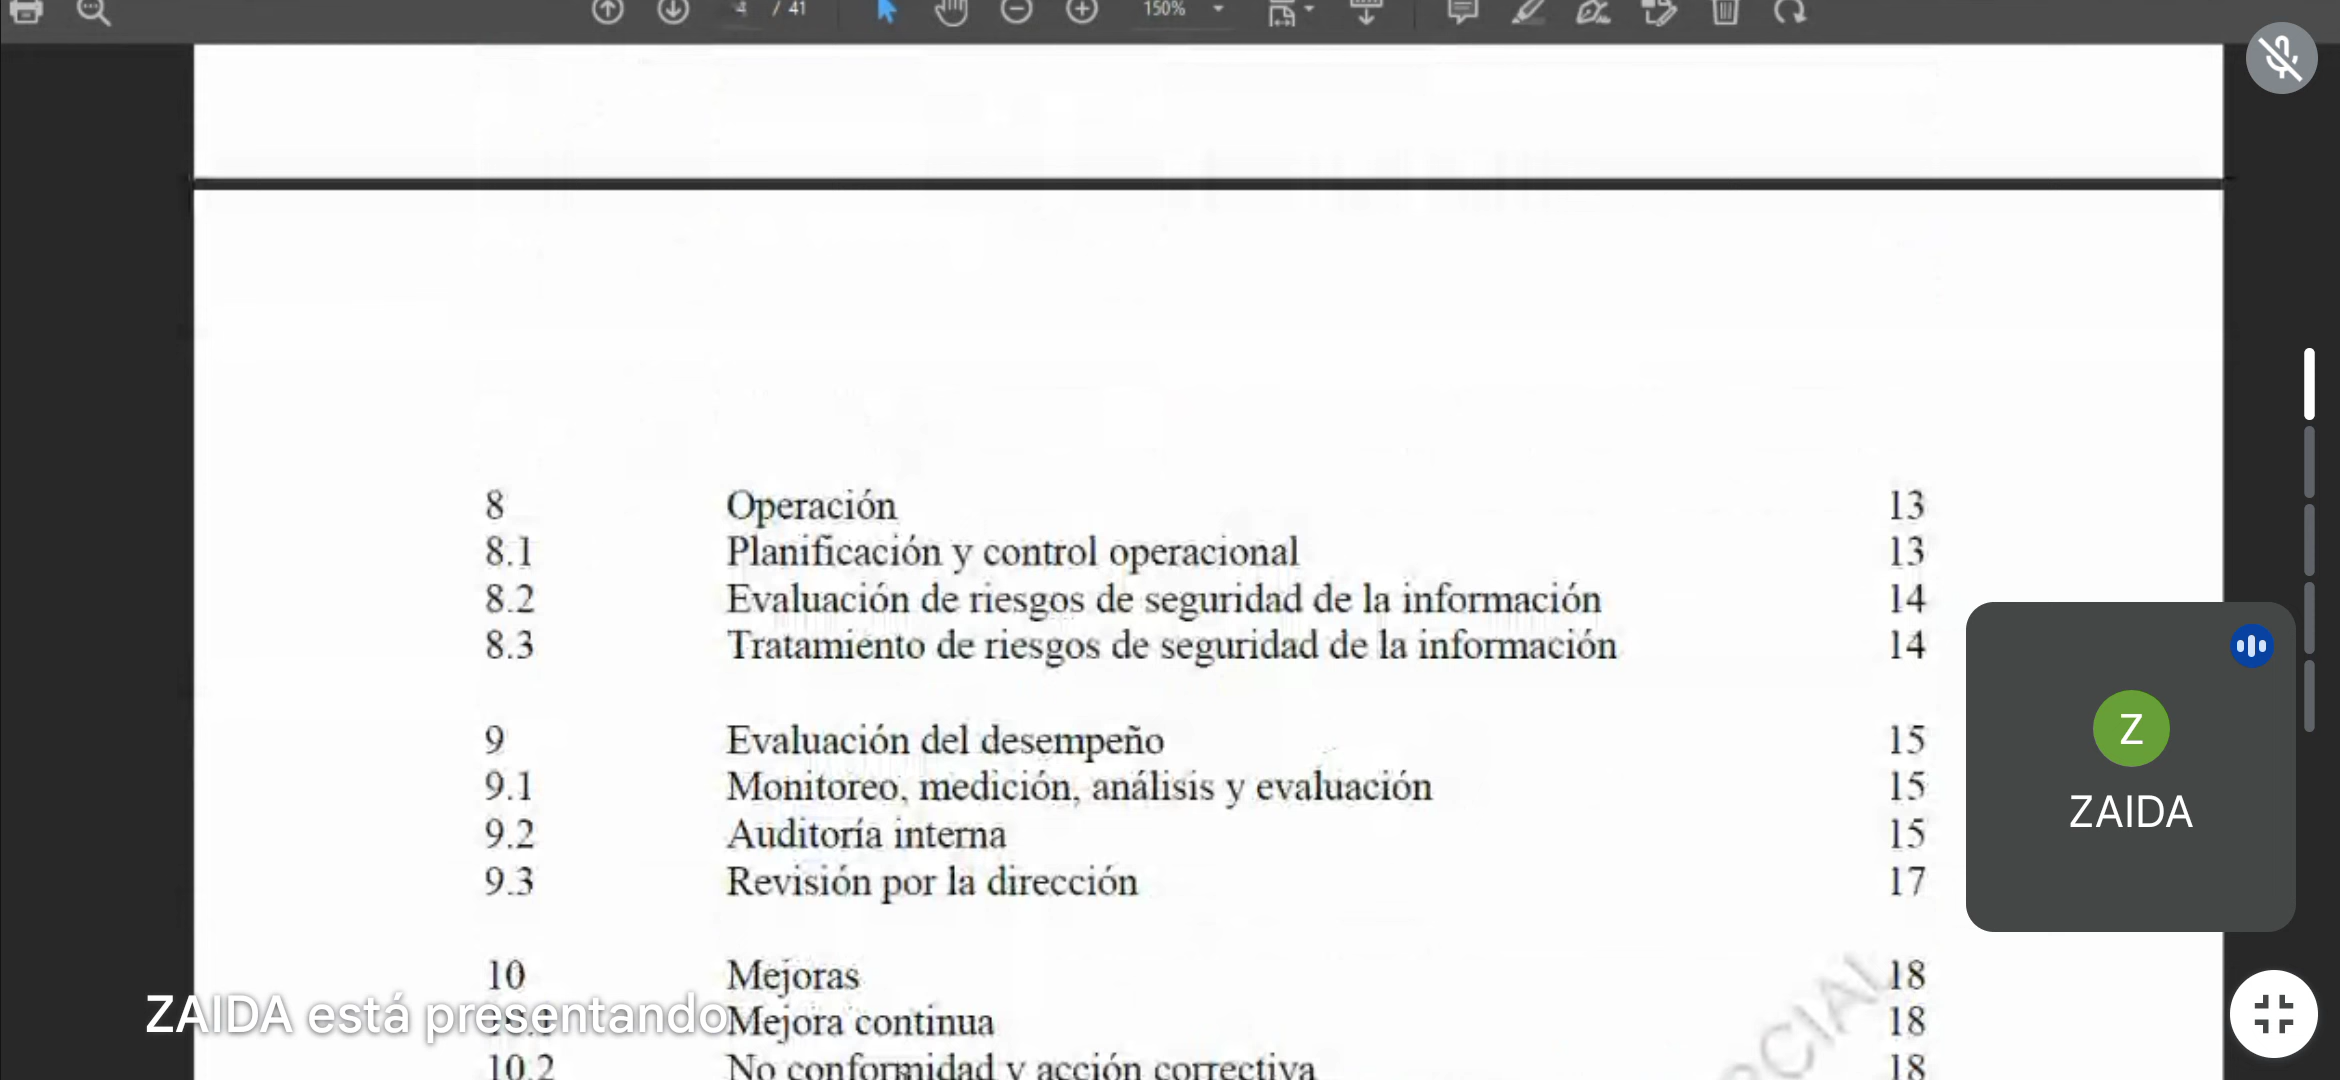 4 / 41 150%
8 Operación 13
8.1 Planificación y control operacional 13
8.2 Evaluación de riesgos de seguridad de la información 14
8.3 Tratamiento de riesgos de seguridad de la información 14
9 Evaluación del desempeño 15
9.1 Monitoreo, medición, análisis y evaluación 15
9.2 Auditoría interna 15
9.3 Revisión por la dirección 17
Z
ZAIDA
10 Mejoras 18
ZAIDA está presentando
Mejora continua 18
10.2 No conformidad y acción correctiva 18